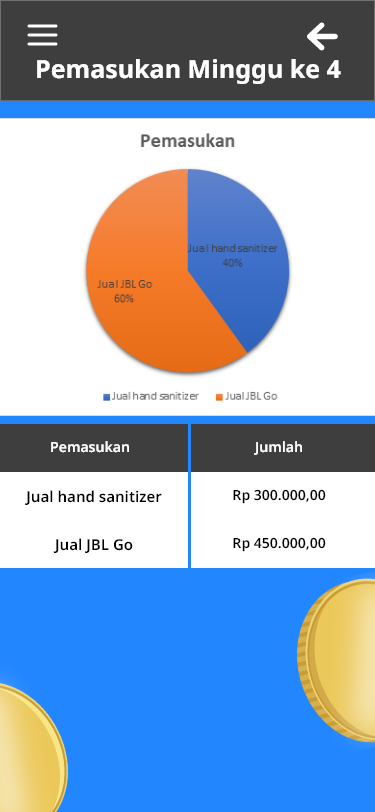 Pemasukan Minggu ke 4
Pemasukan
Jual hand sanitizer
40%
Jual JBL Go
60%
Jual hand sanitizer Jual JBL Go
Pemasukan Jumlah
Jual hand sanitizer Rp 300.000,00
Jual JBL Go Rp 450.000,00